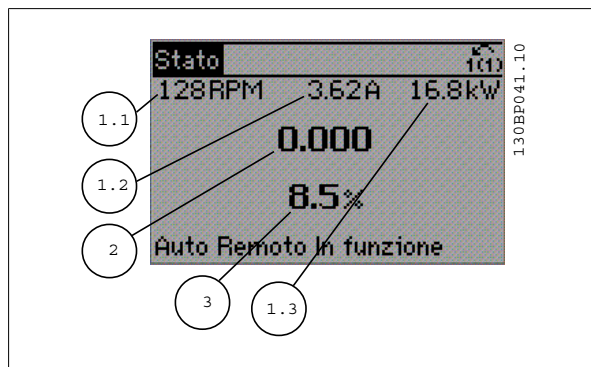 Stato
1(1)
128RPM 3.62A 16.8kW
0.000
8.5%
Auto Remoto In funzione
1.1
1.2
2
3
1.3
130BP041.10